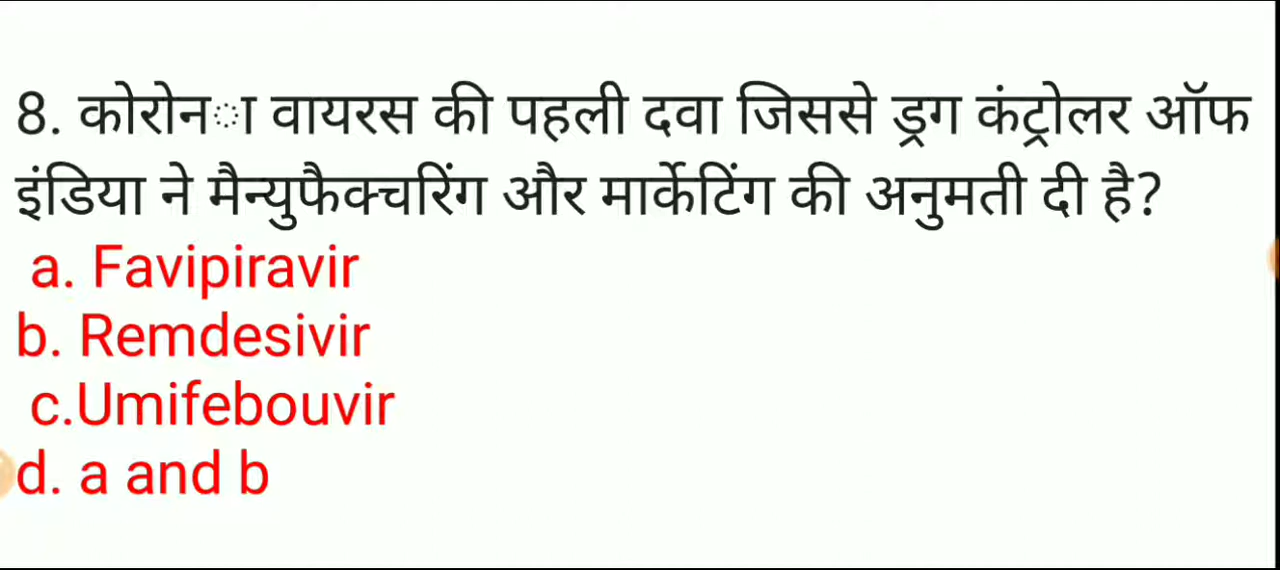 8. कोरोन ा वायरस की पहली दवा जिससे ड्रग कंट्रोलर ऑफ
इंडिया ने मैन्युफैक्चरिंग और मार्केटिंग की अनुमती दी है?
a. Favipiravir
b. Remdesivir
c.Umifebouvir
d. a and b